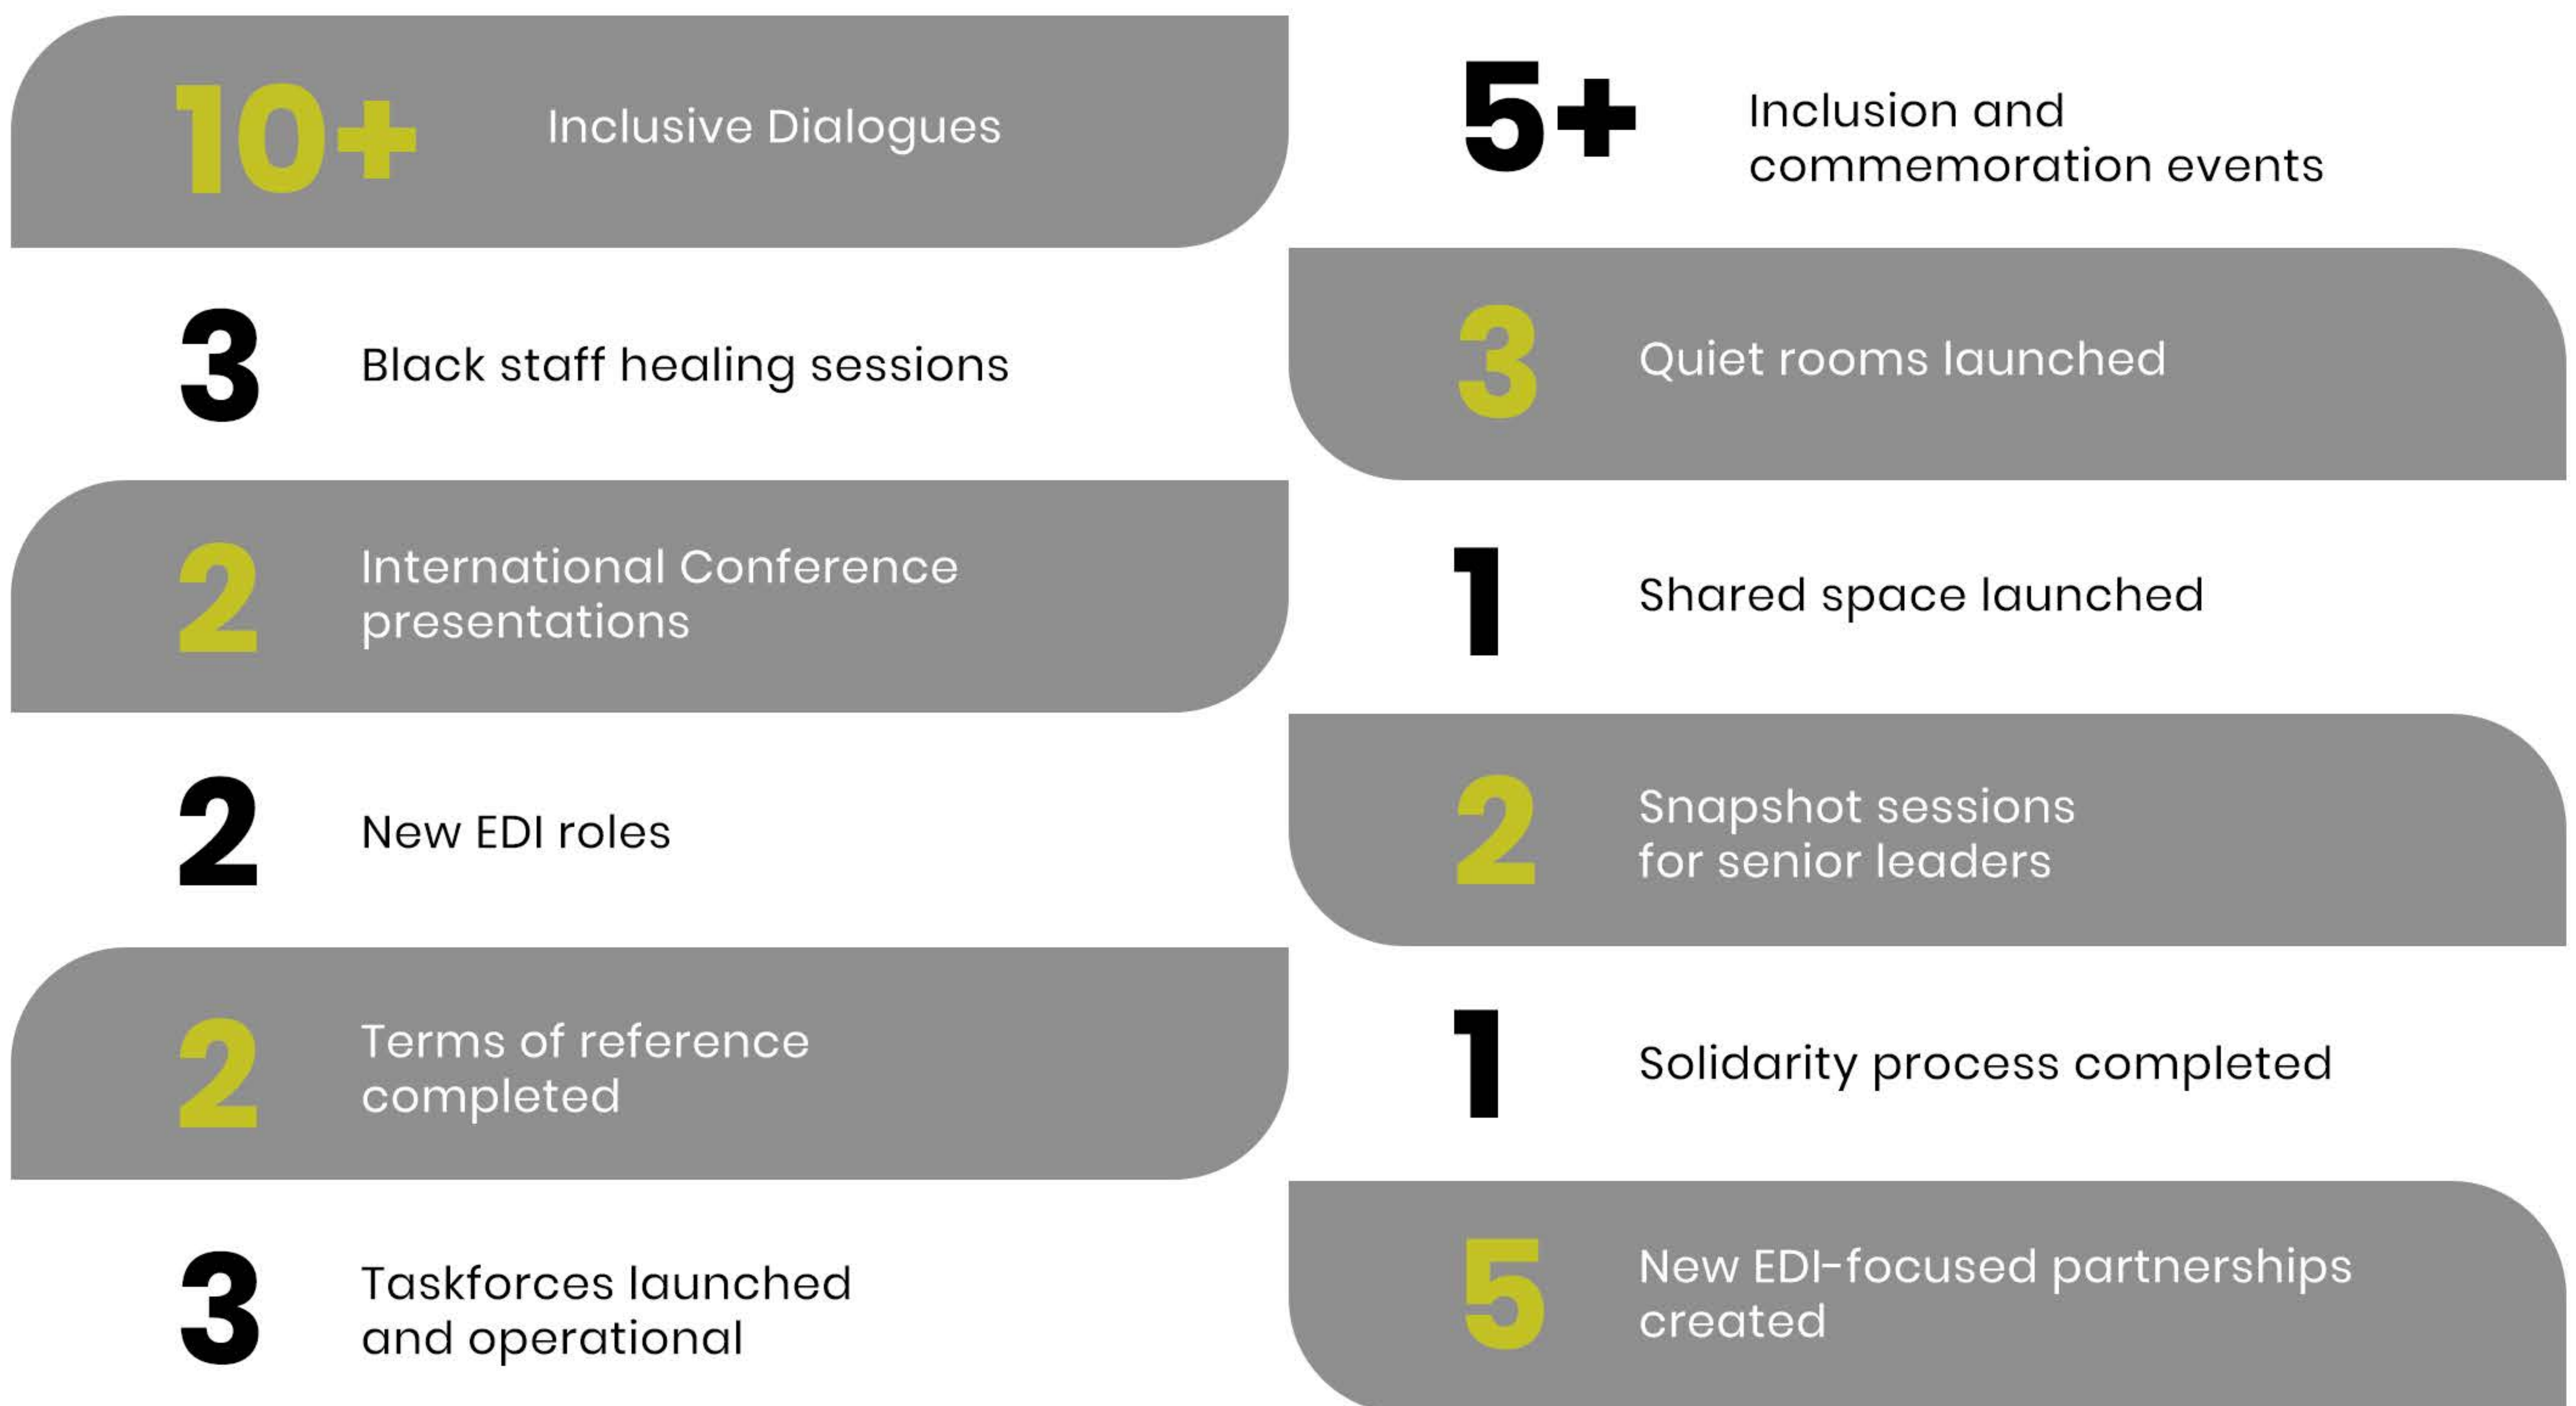 10+ Inclusive Dialogues
5+ Inclusion and
commemoration events
3 Black staff healing sessions
3 Quiet rooms launched
2 International Conference
presentations
1 Shared space launched
2 New EDI roles
2 Snapshot sessions
for senior leaders
2 Terms of reference
completed
1 Solidarity process completed
3 Taskforces launched
and operational
5 New EDI-focused partnerships
created